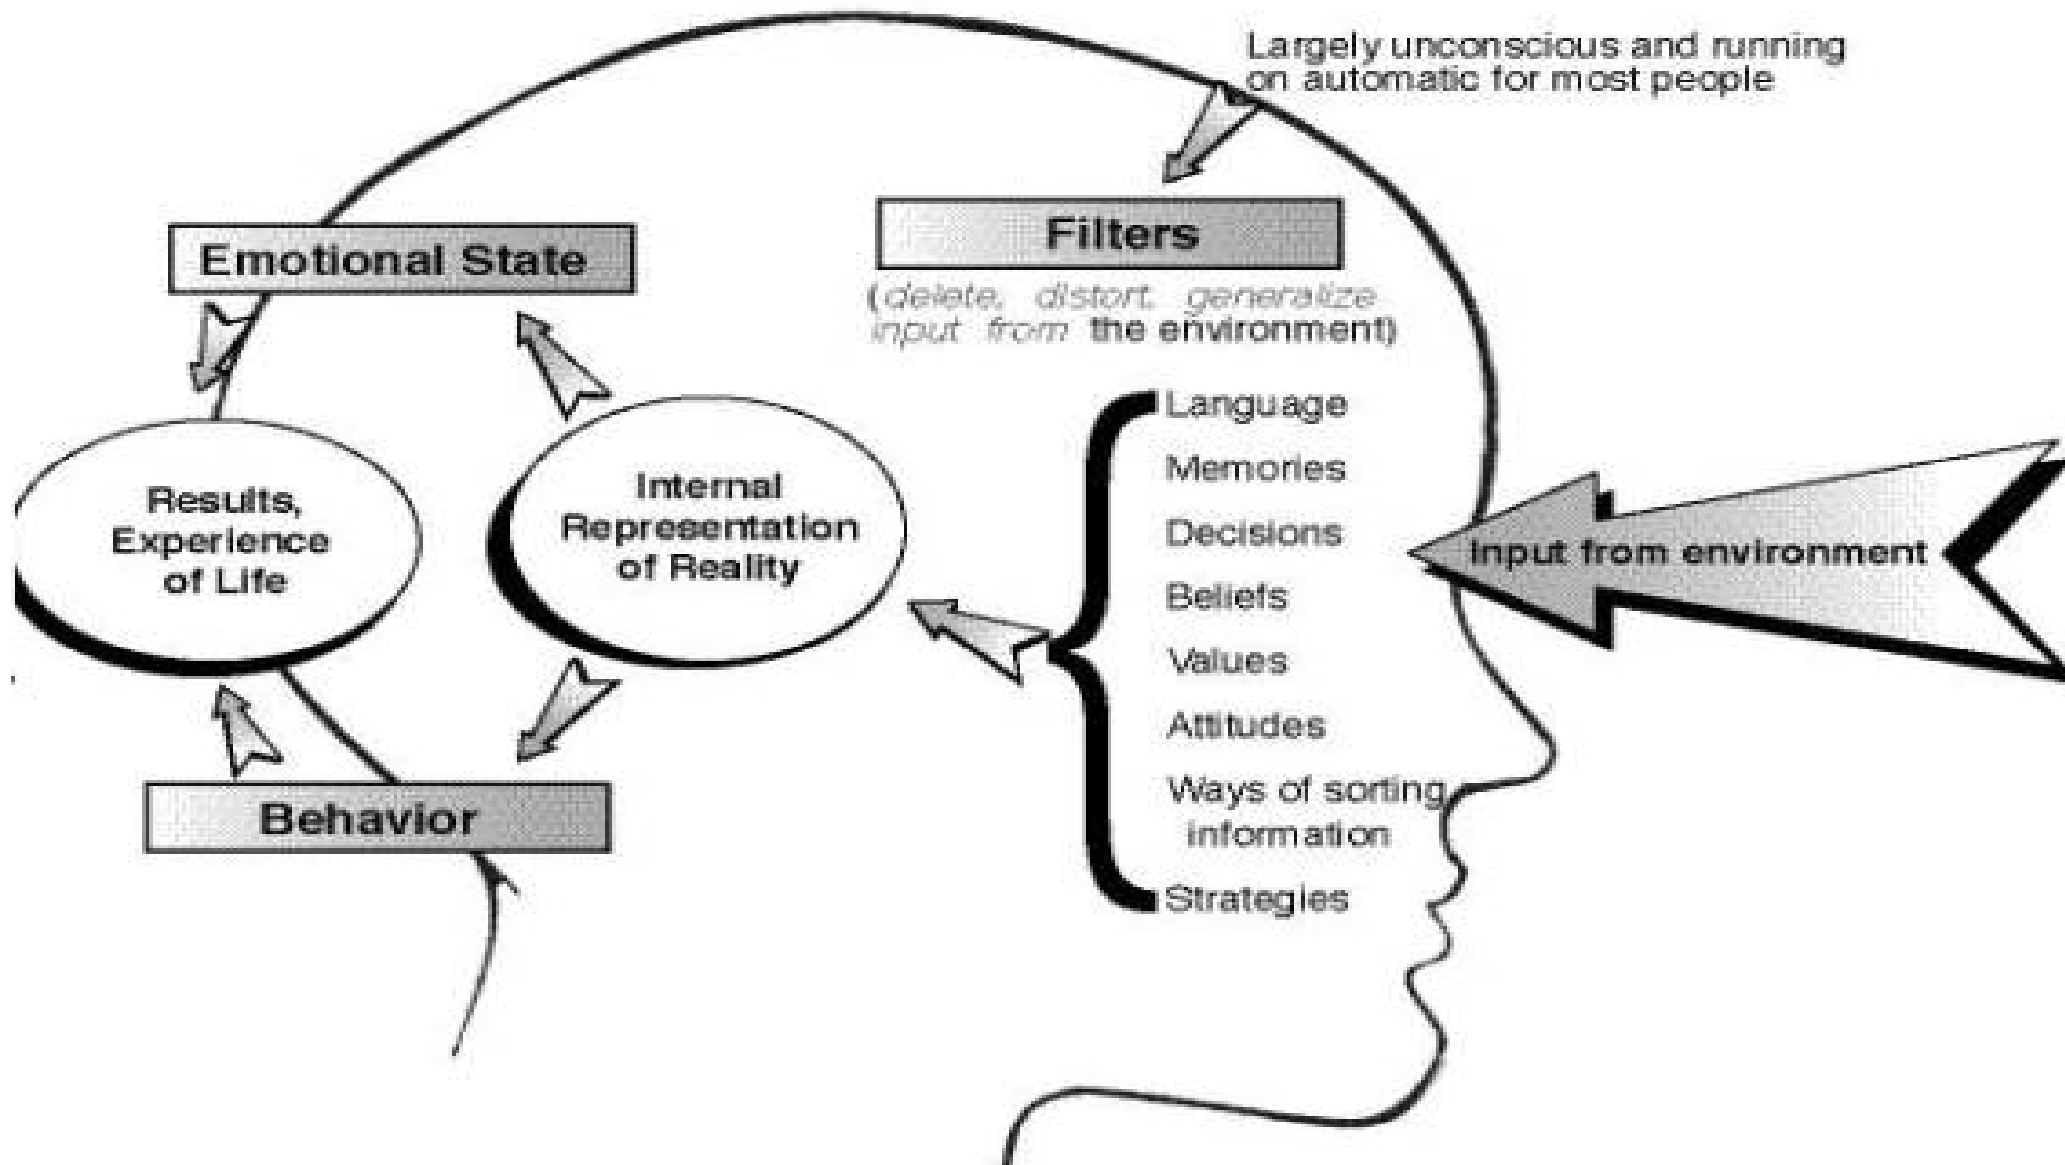 Largely unconscious and running
on automatic for most people
Filters
(delete, distort, generalize
input from the environment)
Emotional State
Language
Memories
Decisions
Beliefs
Values
Attitudes
Ways of sorting
information
Strategies
Input from environment
Internal
Representation
of Reality
Results,
Experience
of Life
Behavior